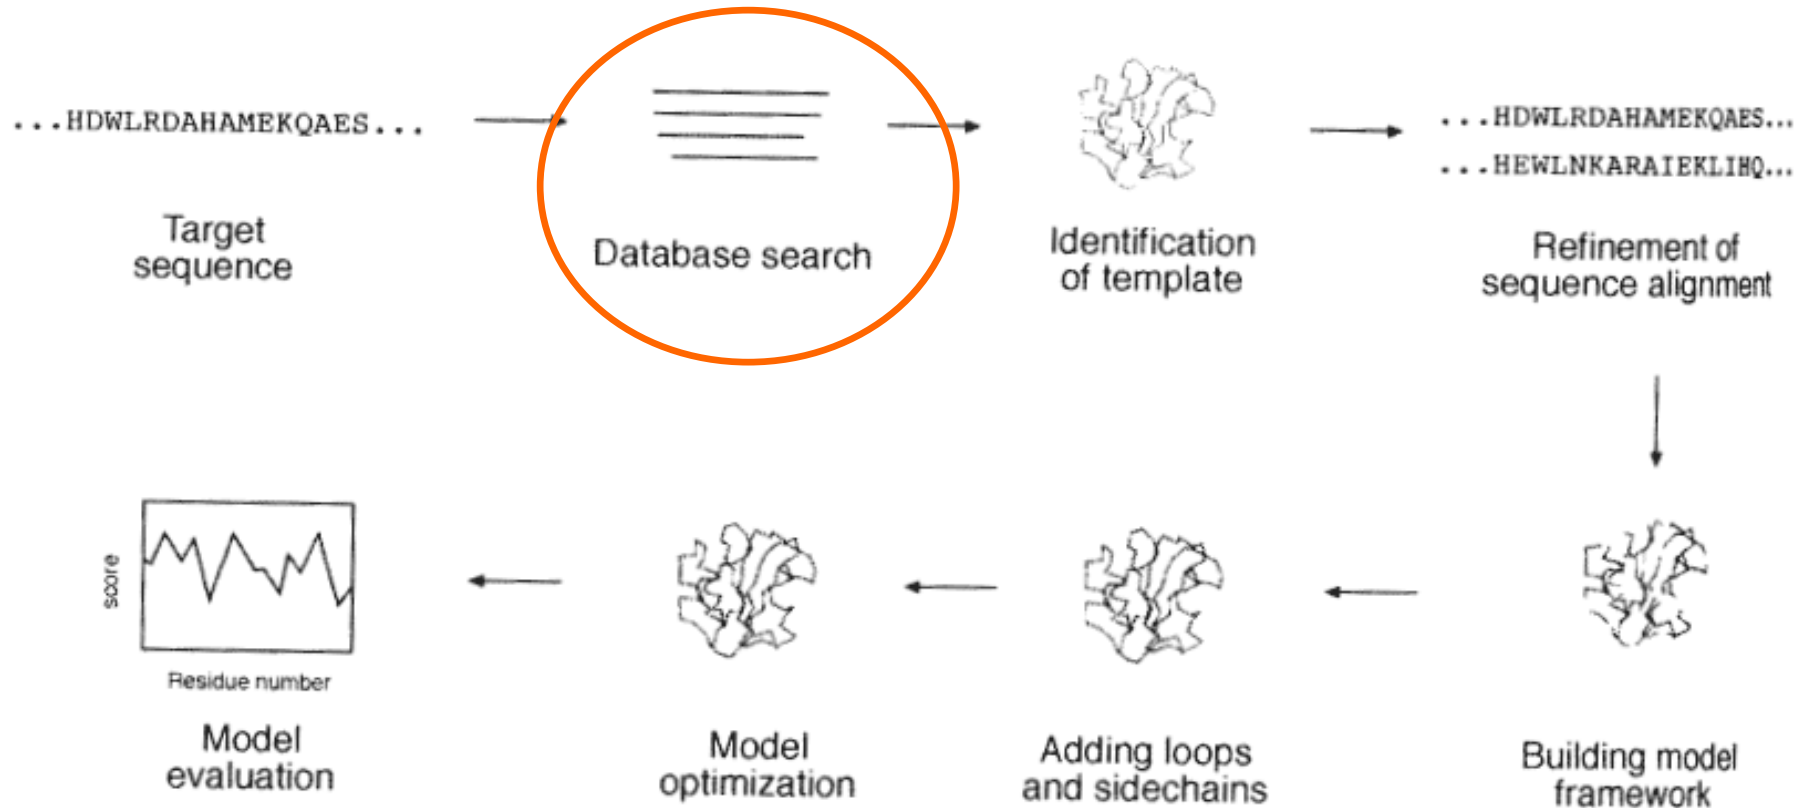 ...HDWLRDAHAMEKQAES...
Target
sequence
Database search
Identification
of template
...HDWLRDAHAMEKQAES...
...HEWLNKARAIEKLIHQ...
Refinement of
sequence alignment
score
Residue number
Model
evaluation
Model
optimization
Adding loops
and sidechains
Building model
framework